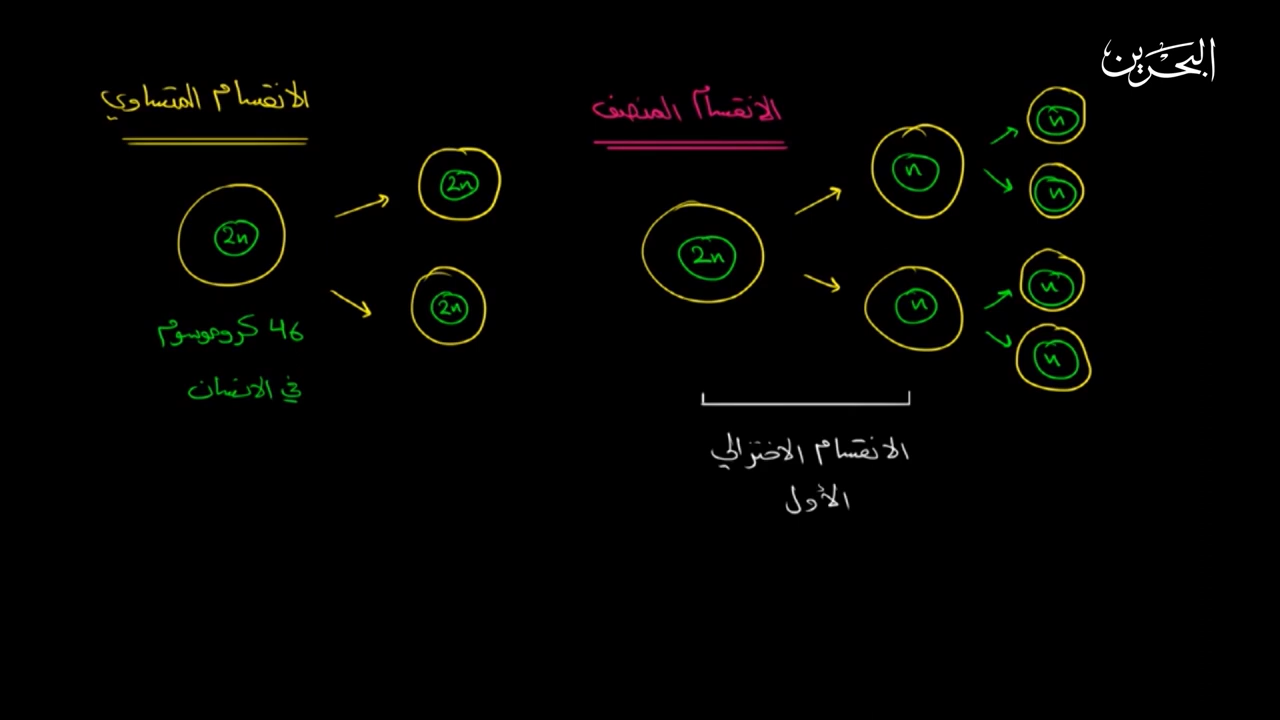 البحرين
الانقسام المتساوي
2n
2n
2n
46 كروموسوم
في الانسان
الانقسام المنصف
2n
n
n
n
n
n
n
الانقسام الاختزالي
الأول